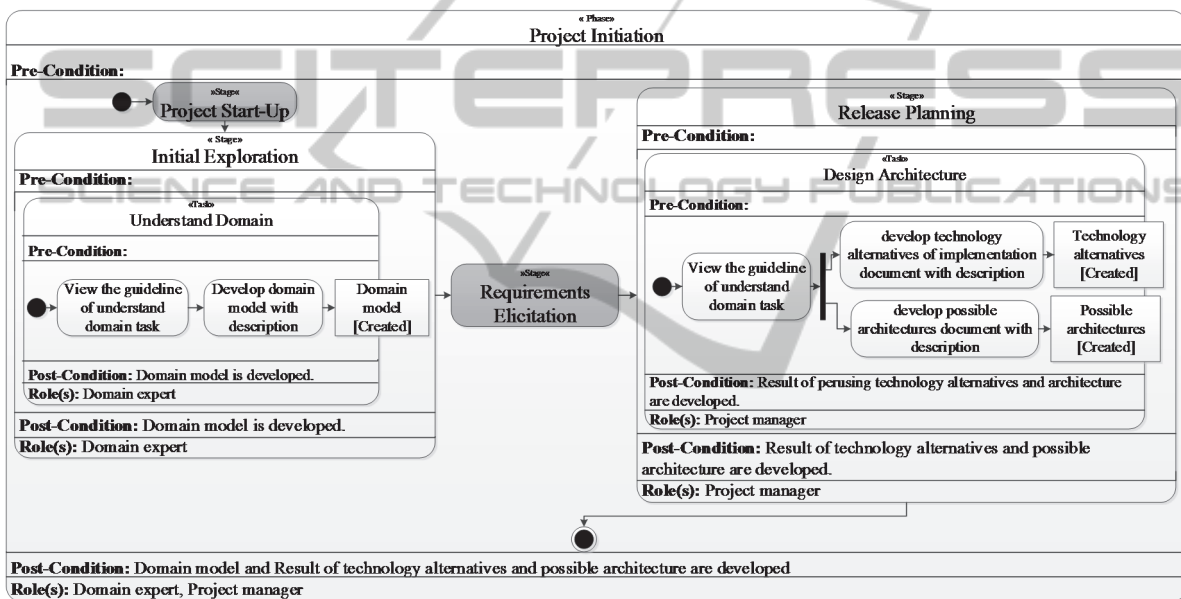 « Phase»
Project Initiation
Pre-Condition:
»Stage«
Project Start-Up
« Stage»
Initial Exploration
Pre-Condition:
«Task»
Understand Domain
Pre-Condition:
View the guideline
of understand
domain task
Develop domain
model with
description
Domain
model
[Created]
Post-Condition: Domain model is developed.
Role(s): Domain expert
Post-Condition: Domain model is developed.
Role(s): Domain expert
»Stage«
Requirements
Elicitation
« Stage»
Release Planning
Pre-Condition:
«Task»
Design Architecture
Pre-Condition:
View the guideline
of understand
domain task
develop technology
alternatives of implementation
document with description
Technology
alternatives
[Created]
develop possible
architectures document with
description
Possible
architectures
[Created]
Post-Condition: Result of perusing technology alternatives and architecture
are developed.
Role(s): Project manager
Post-Condition: Result of technology alternatives and possible
architecture are developed.
Role(s): Project manager
Post-Condition: Domain model and Result of technology alternatives and possible architecture are developed
Role(s): Domain expert, Project manager
SCITEPRESS
SCIENCE AND TECHNOLOGY PUBLICATIONS